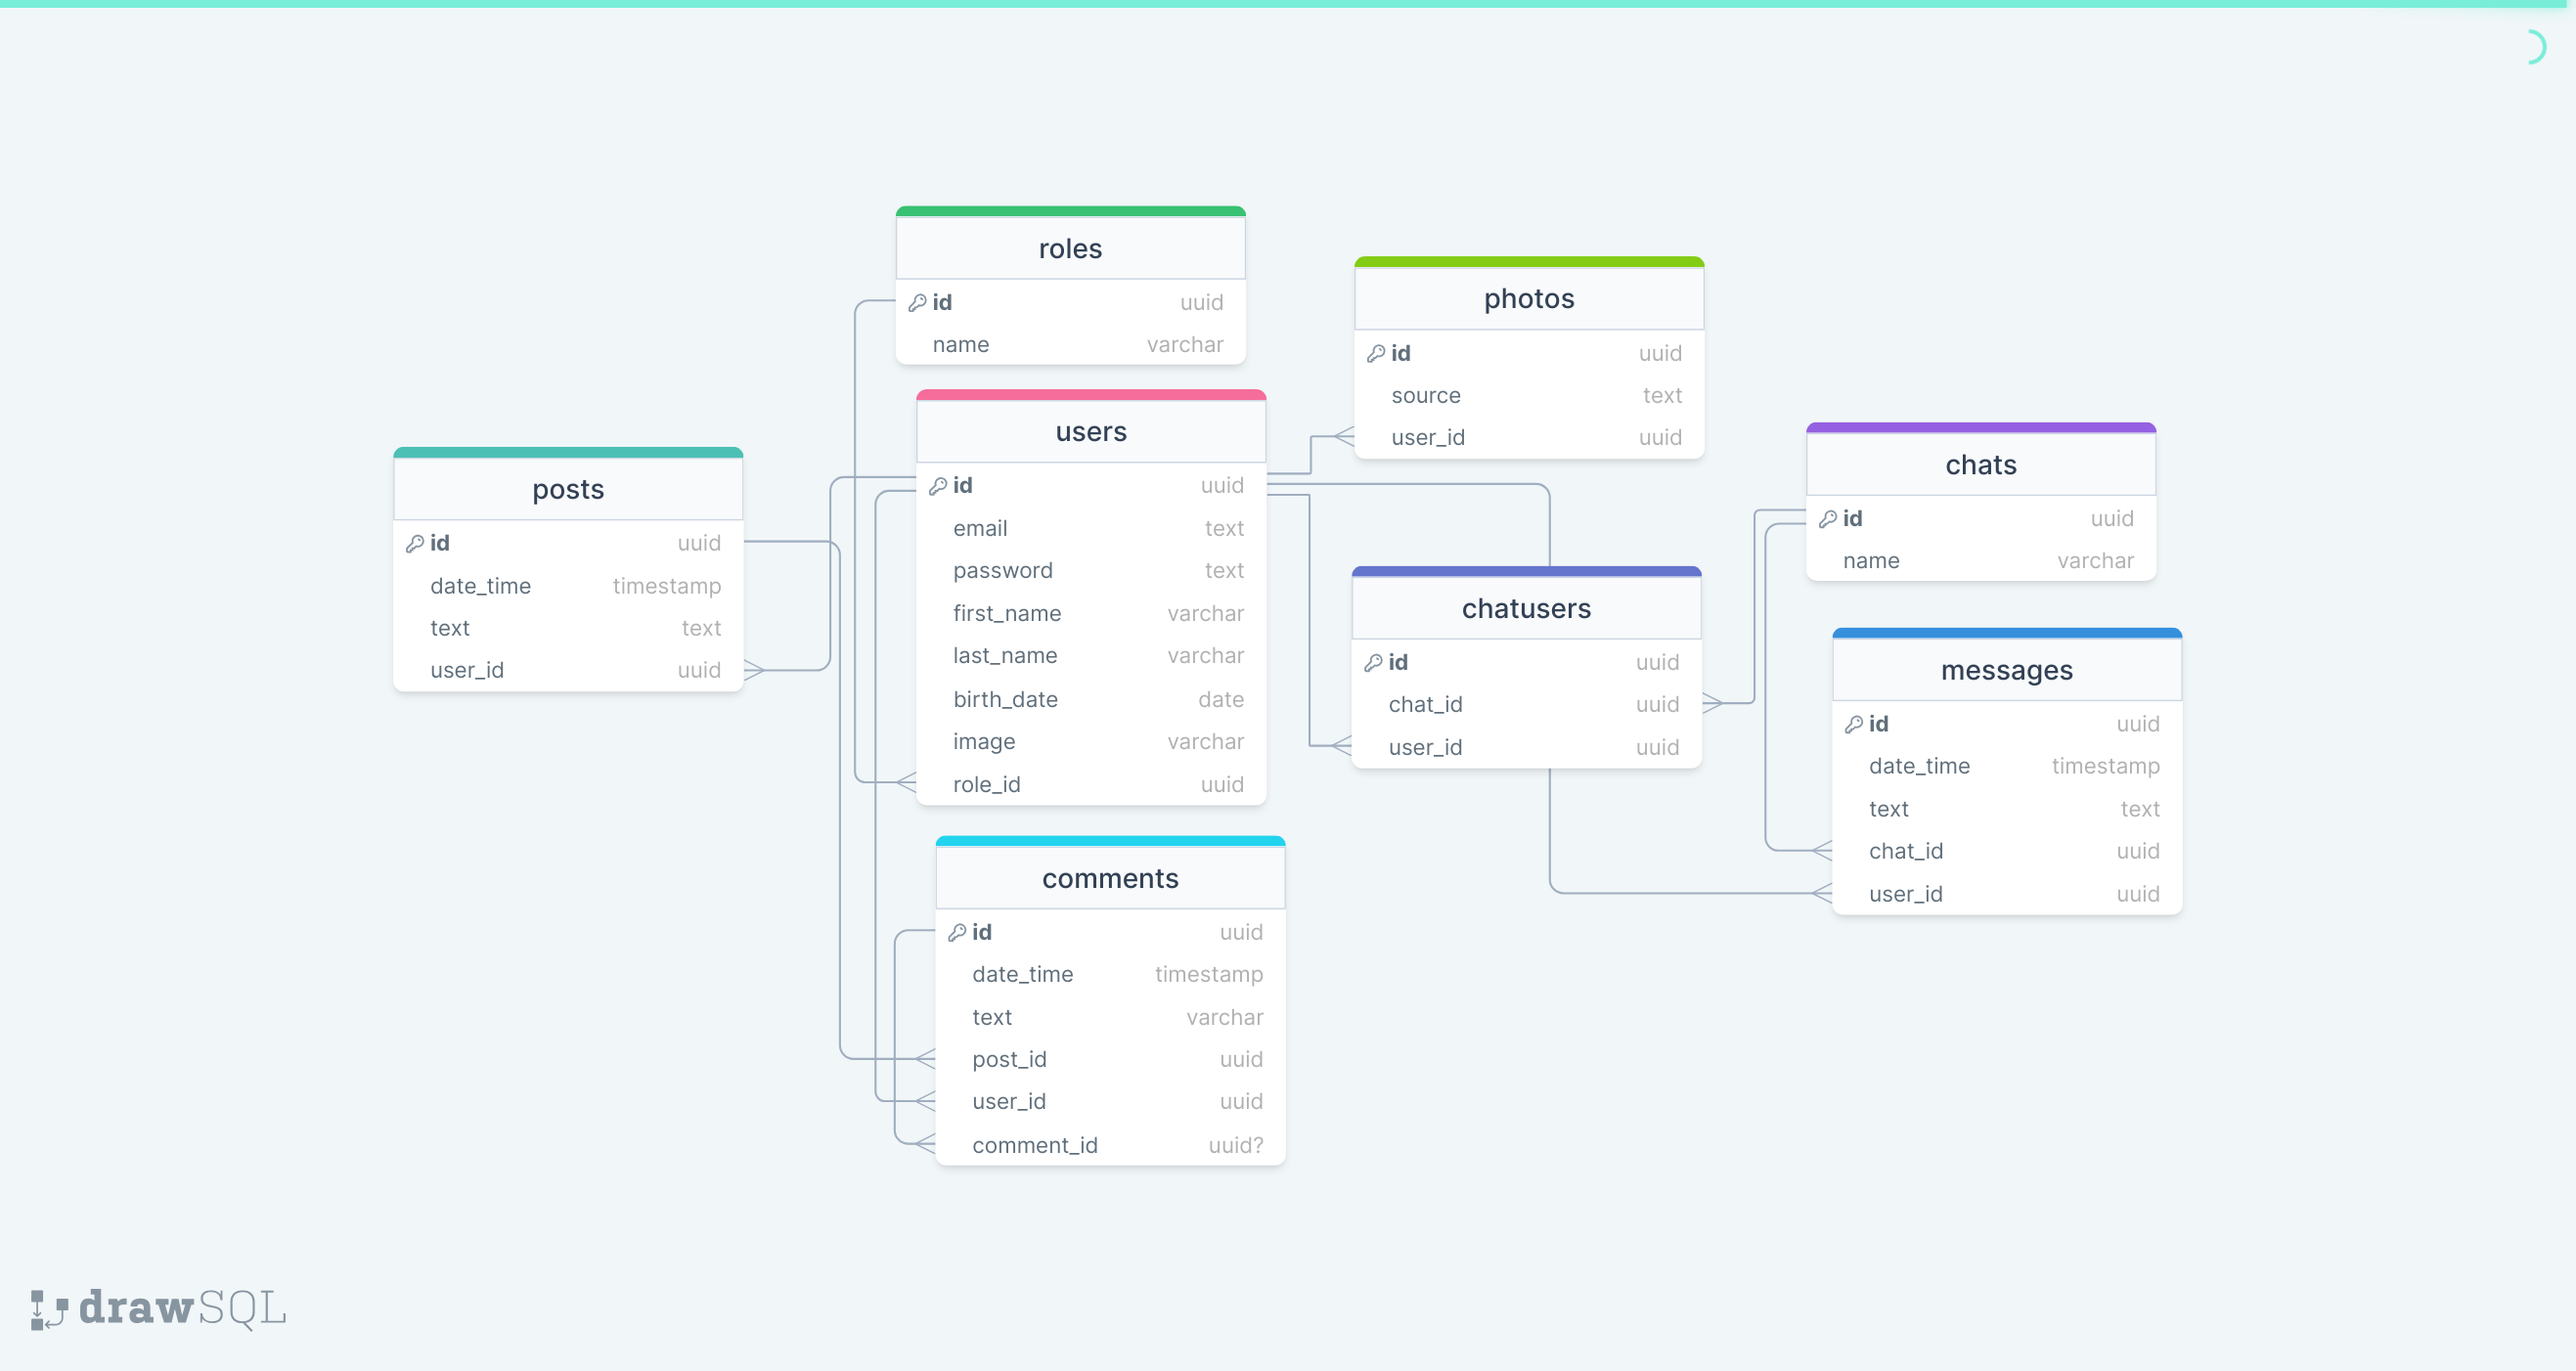 roles
id uuid
name varchar
photos
id uuid
source text
user_id uuid
users
id uuid
email text
password text
first_name varchar
last_name varchar
birth_date date
image varchar
role_id uuid
posts
id uuid
date_time timestamp
text text
user_id uuid
chats
id uuid
name varchar
chatusers
id uuid
chat_id uuid
user_id uuid
messages
id uuid
date_time timestamp
text text
chat_id uuid
user_id uuid
comments
id uuid
date_time timestamp
text varchar
post_id uuid
user_id uuid
comment_id uuid?
drawSQL